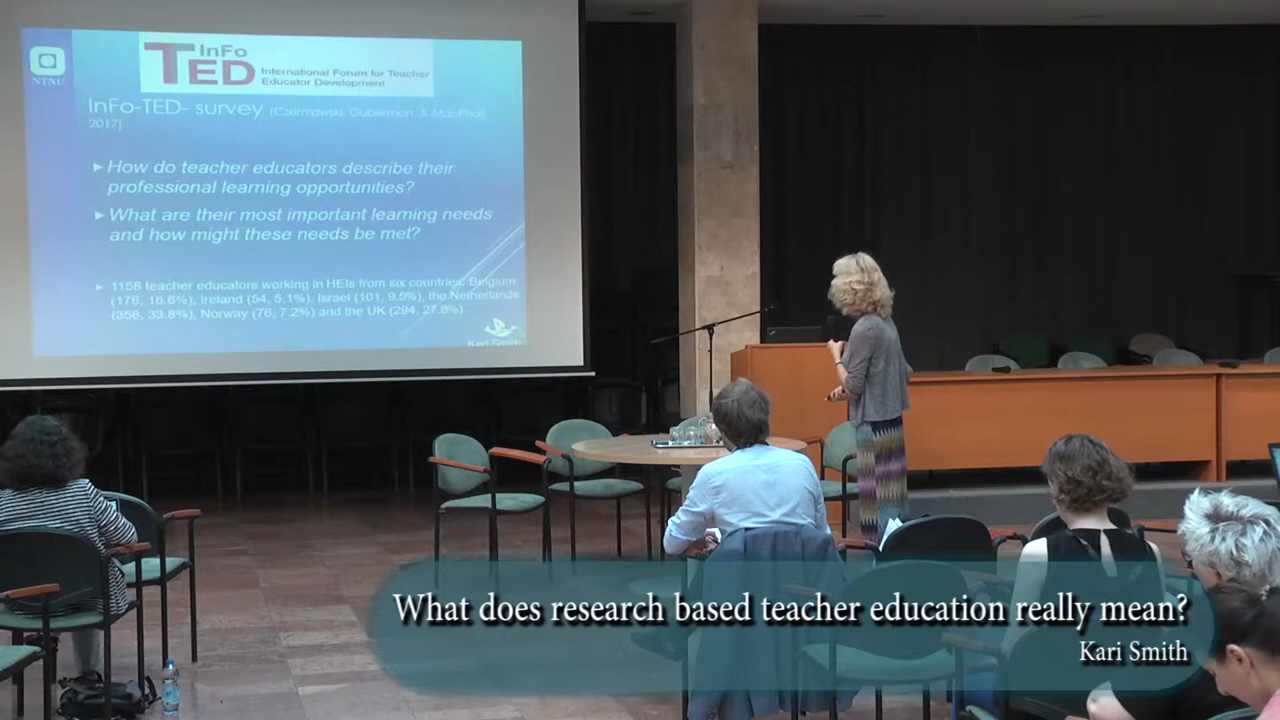 NTNU
InFo
TED
International Forum for Teacher
Educator Development
InFo-TED- survey (Czerniawski, Guberman, & MacPhail,
2017)
How do teacher educators describe their
professional learning opportunities?
What are their most important learning needs
and how might these needs be met?
1158 teacher educators working in HEIs from six countries: Belgium
(176, 16.6%), Ireland (54, 5.1%), Israel (101, 9.5%), the Netherlands
(358, 33.8%), Norway (76, 7.2%) and the UK (294, 27.8%).
Kari Smith
What does research based teacher education really mean?
Kari Smith